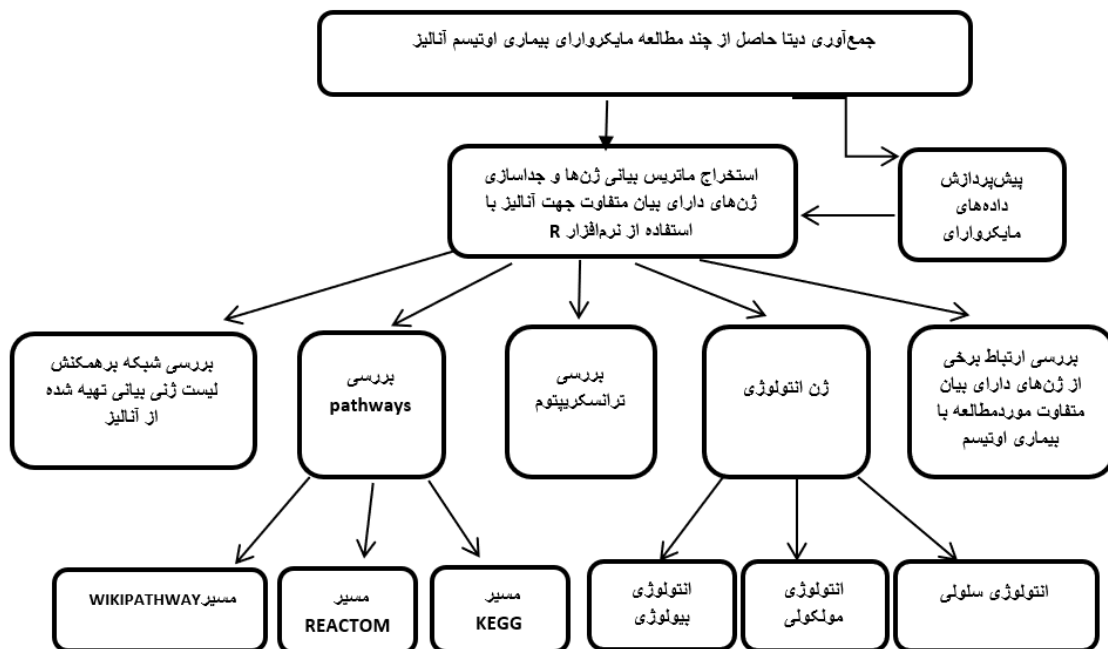 جمع‌آوری دیتا حاصل از چند مطالعه مایکروارای بیماری اوتیسم آنالیز
استخراج ماتریس بیانی ژن‌ها و جداسازی
ژن‌های دارای بیان متفاوت جهت آنالیز با
استفاده از نرم‌افزار R
پیش‌پردازش
داده‌های
مایکروارای
بررسی ارتباط برخی
از ژن‌های دارای بیان
متفاوت موردمطالعه با
بیماری اوتیسم
ژن انتولوژی
بررسی
ترانسکریپتوم
بررسی
pathways
بررسی شبکه برهمکنش
لیست ژنی بیانی تهیه شده
از آنالیز
انتولوژی سلولی
انتولوژی
مولکولی
انتولوژی
بیولوژی
مسیر
KEGG
مسیر
REACTOM
مسیرWIKIPATHWAY